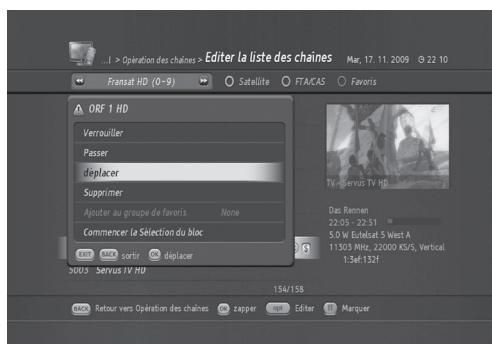 ...l > Opération des chaînes > Editer la liste des chaînes Mar, 17. 11. 2009 22 10
Fransat HD (0-9) Satellite FTA/CAS Favoris
ORF 1 HD
Verrouiller
Passer
déplacer
Supprimer
Ajouter au groupe de favoris None
Commencer la Sélection du bloc
EXIT BACK sortir OK déplacer
TV - Servus TV HD
Das Rennen
22:05 - 22:51
5.0 W Eutelsat 5 West A
11303 MHz, 22000 KS/S, Vertical
1:3ef:132f
5003 Servus TV HD
154/158
BACK Retour vers Opération des chaînes OK zapper opt Editer Marquer